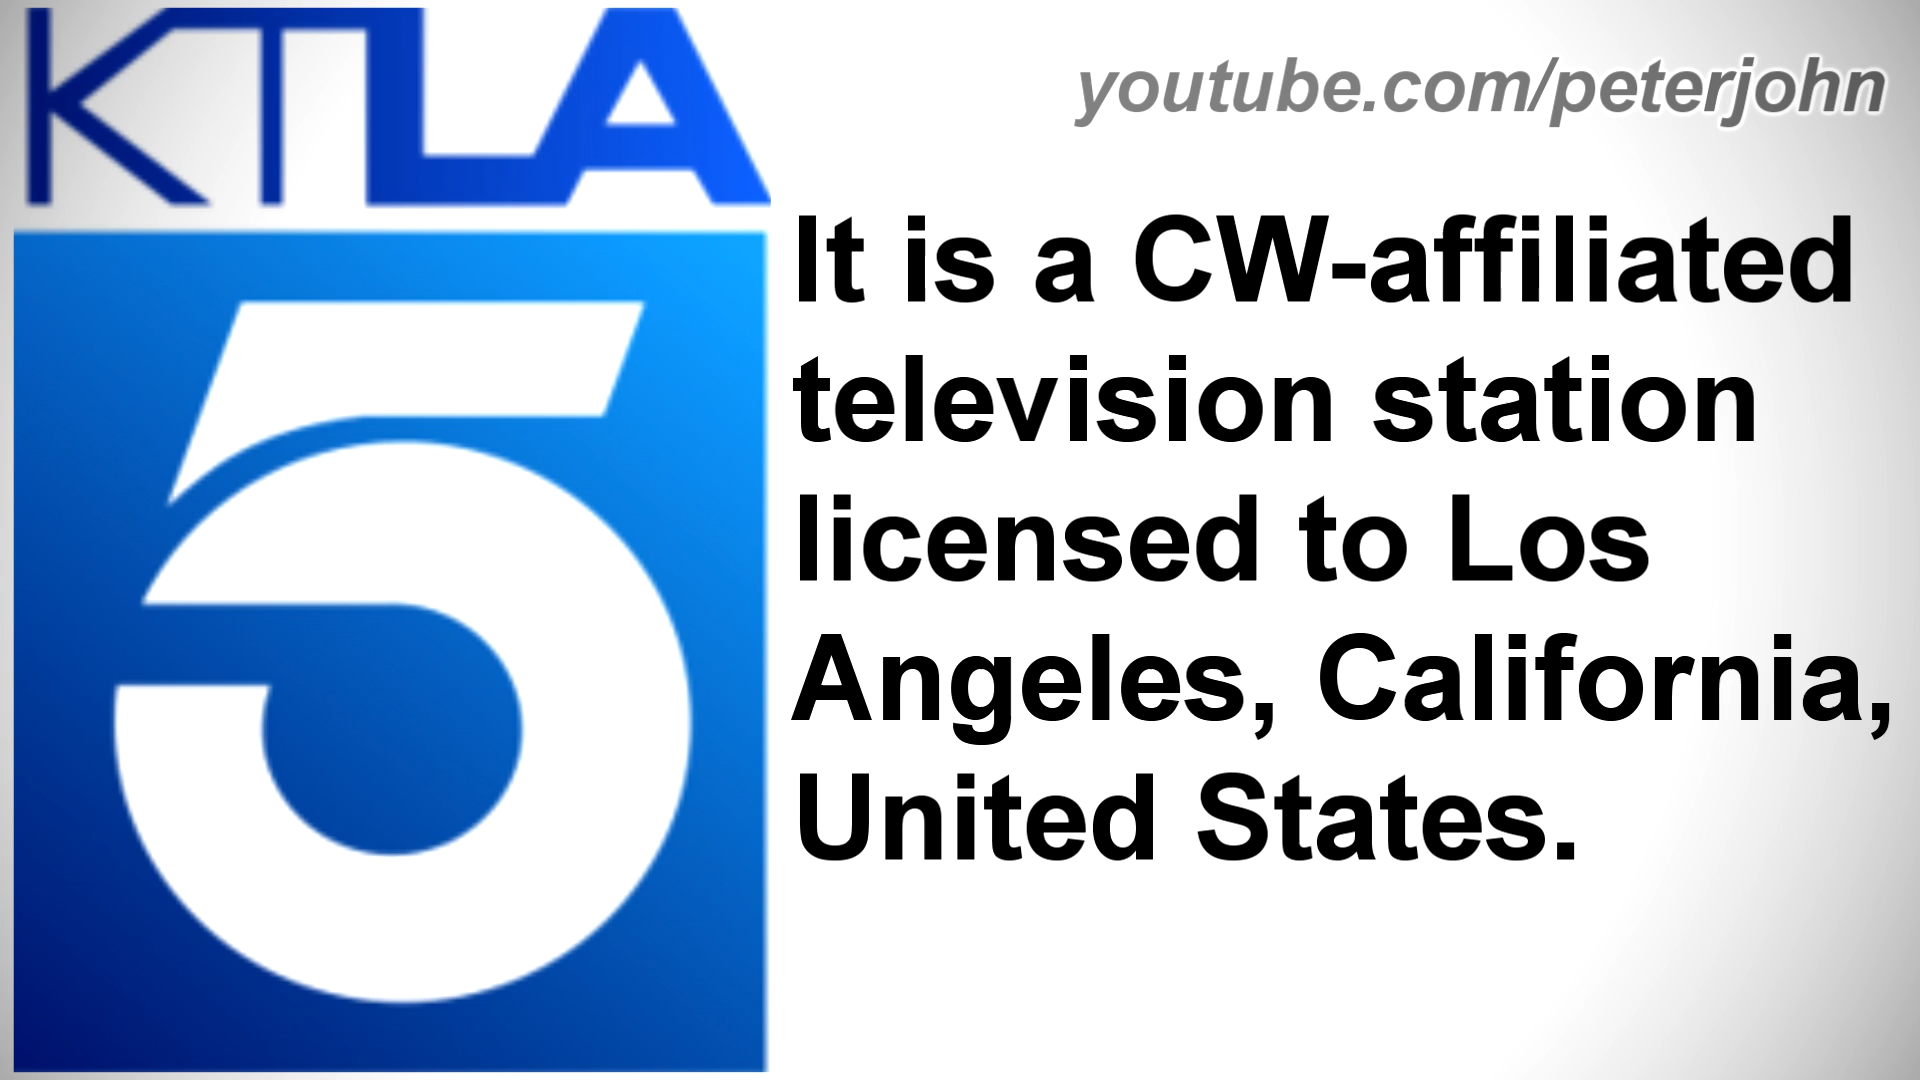 KTLA
5
youtube.com/peterjohn
It is a CW-affiliated
television station
licensed to Los
Angeles, California,
United States.